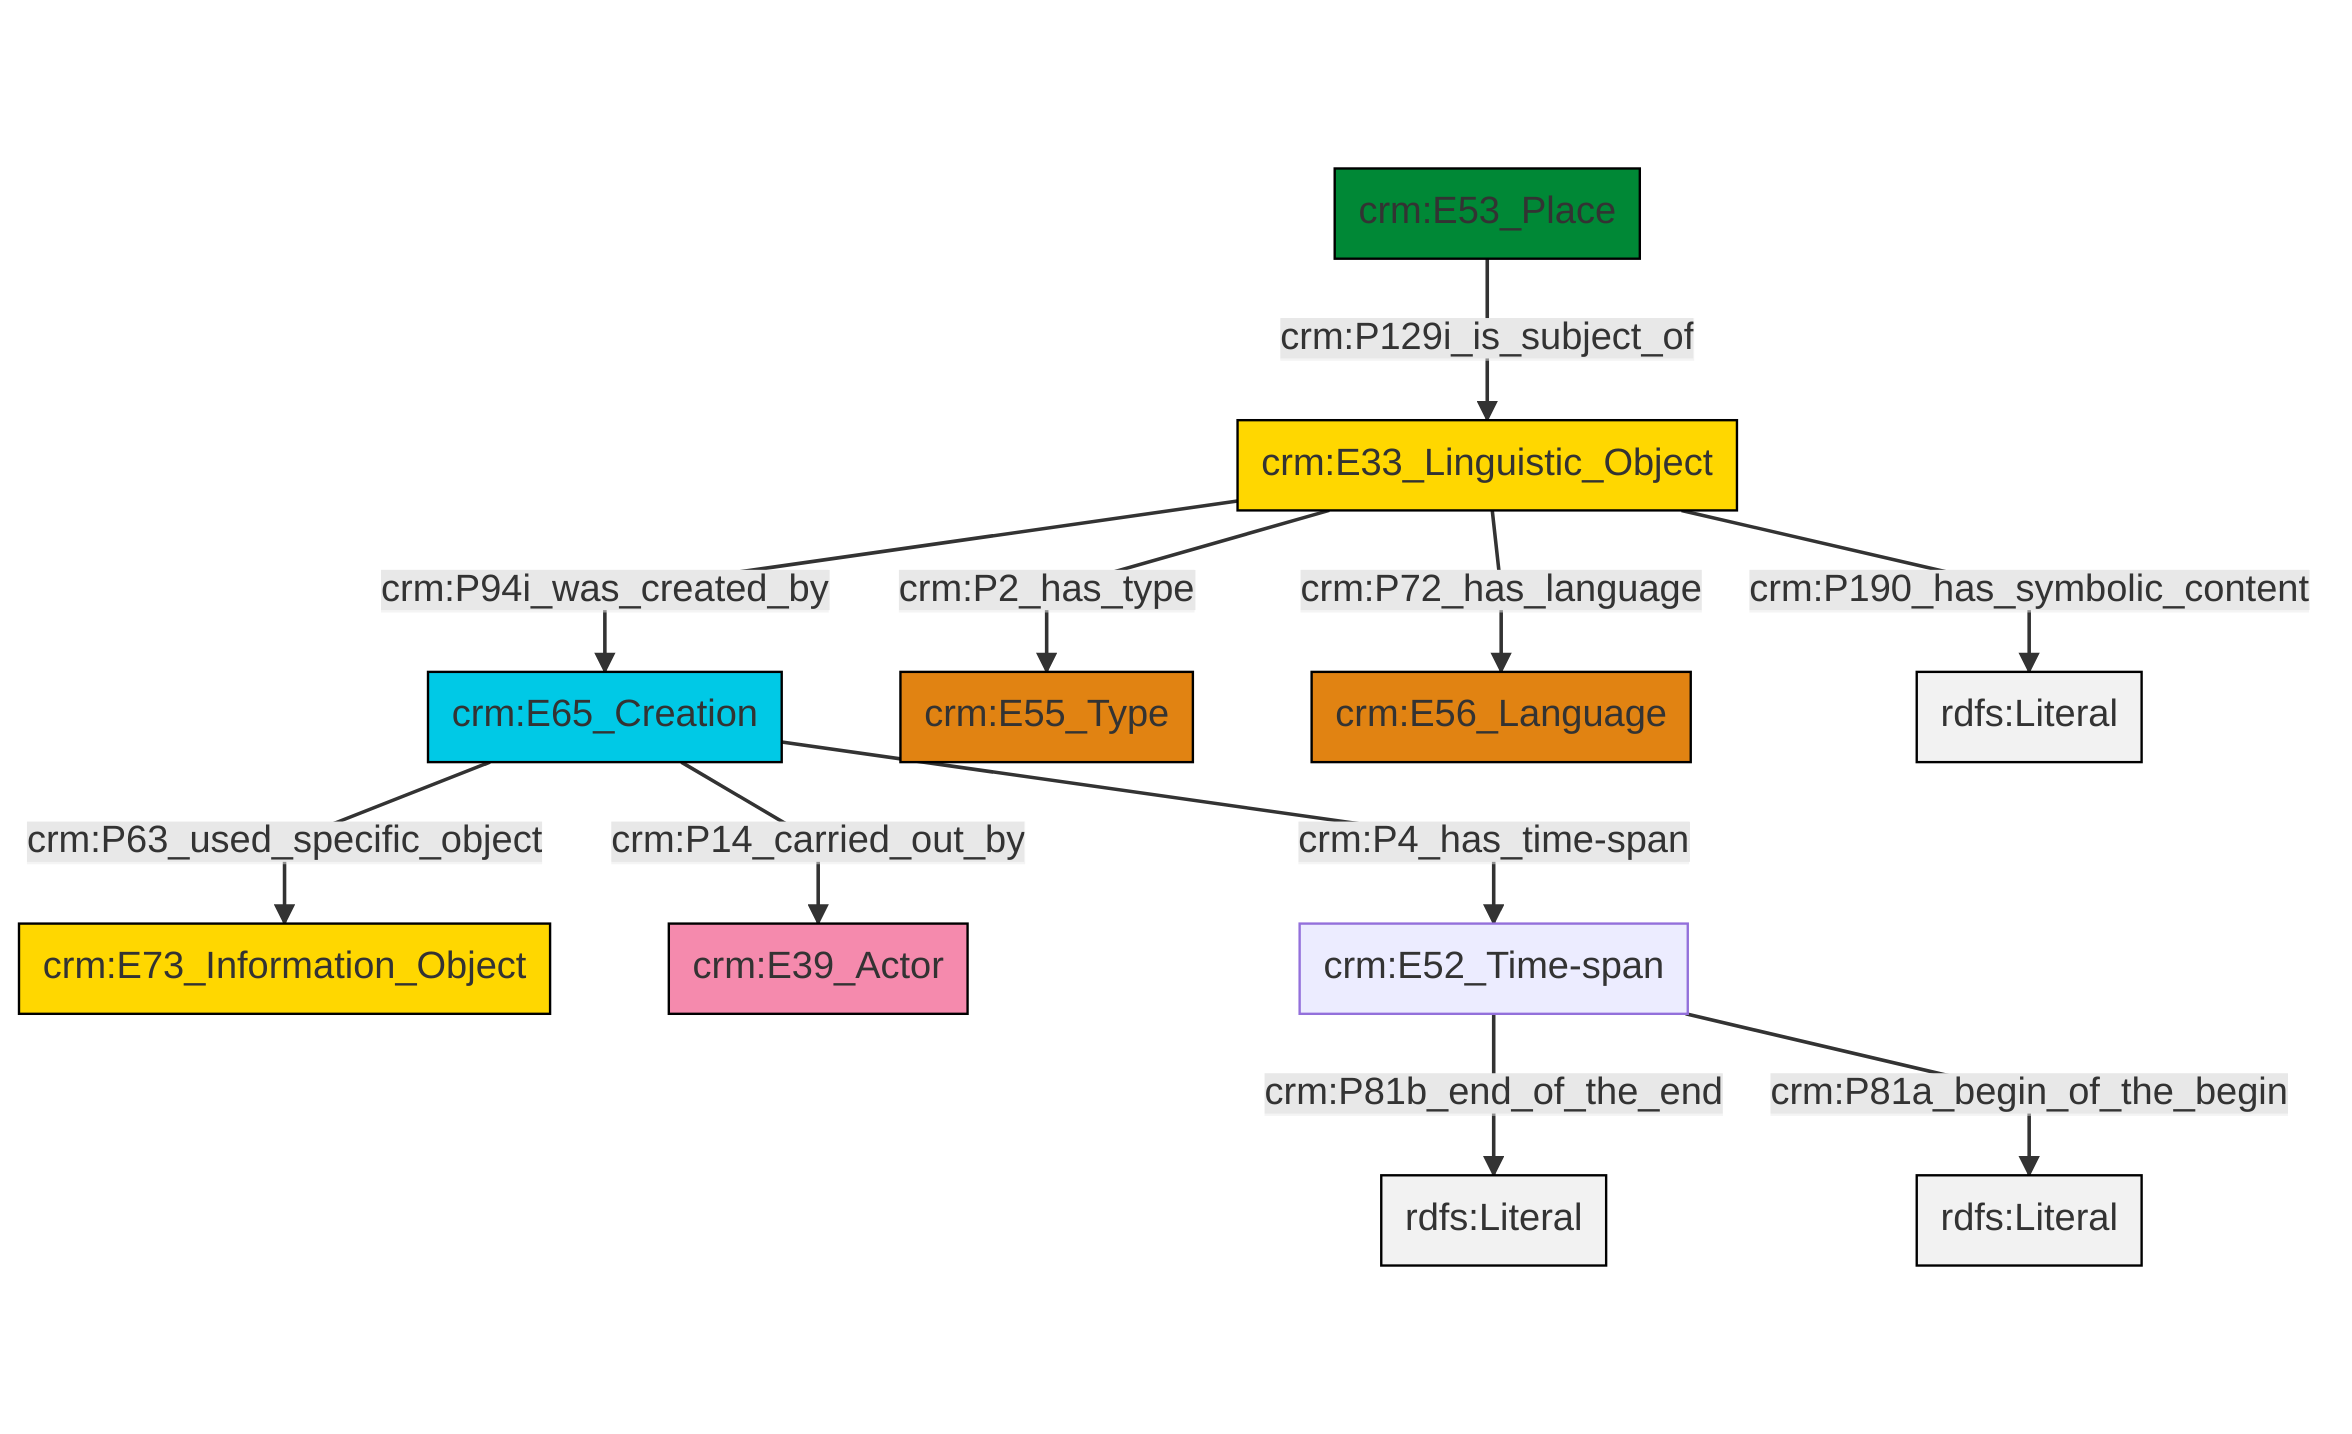 crm:E53_Place
crm:P129i_is_subject_of
crm:E33_Linguistic_Object
crm:P94i_was_created_by
crm:P2_has_type
crm:P72_has_language
crm:P190_has_symbolic_content
crm:E65_Creation
crm:E55_Type
crm:E56_Language
rdfs:Literal
crm:P63_used_specific_object
crm:P14_carried_out_by
crm:P4_has_time-span
crm:E73_Information_Object
crm:E39_Actor
crm:E52_Time-span
crm:P81b_end_of_the_end
crm:P81a_begin_of_the_begin
rdfs:Literal
rdfs:Literal